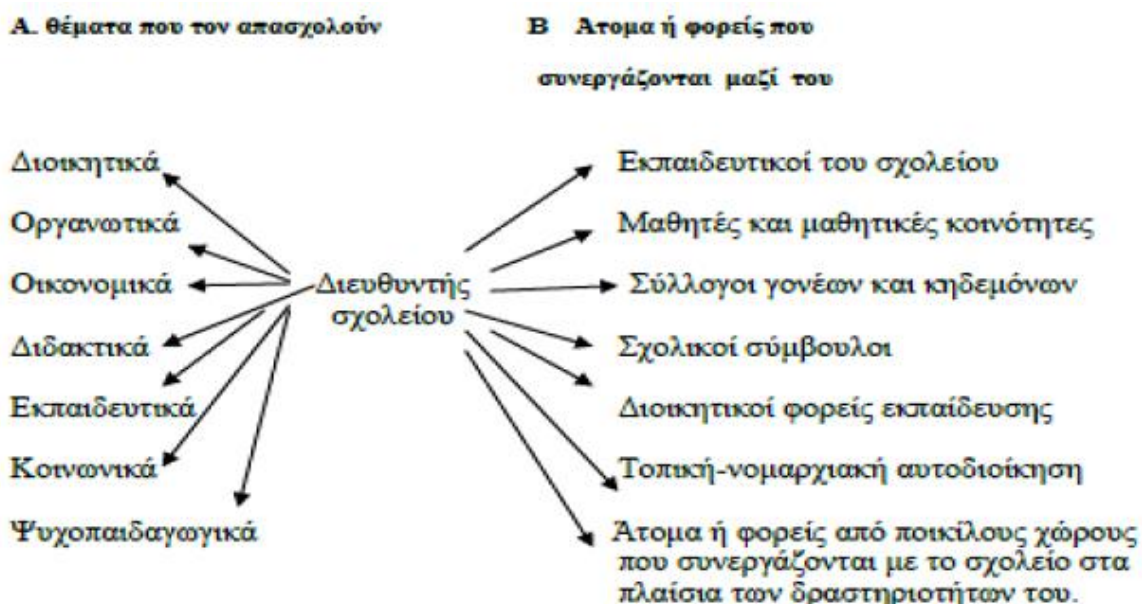 Α. θέματα που τον απασχολούν
Β Άτομα ή φορείς που
συνεργάζονται μαζί του
Διοικητικά
Οργανωτικά
Οικονομικά
Διδακτικά
Εκπαιδευτικά
Κοινωνικά
Ψυχοπαιδαγωγικά
Διευθυντής
σχολείου
Εκπαιδευτικοί του σχολείου
Μαθητές και μαθητικές κοινότητες
Σύλλογοι γονέων και κηδεμόνων
Σχολικοί σύμβουλοι
Διοικητικοί φορείς εκπαίδευσης
Τοπική-νομαρχιακή αυτοδιοίκηση
Άτομα ή φορείς από ποικίλους χώρους
που συνεργάζονται με το σχολείο στα
πλαίσια των δραστηριοτήτων του.